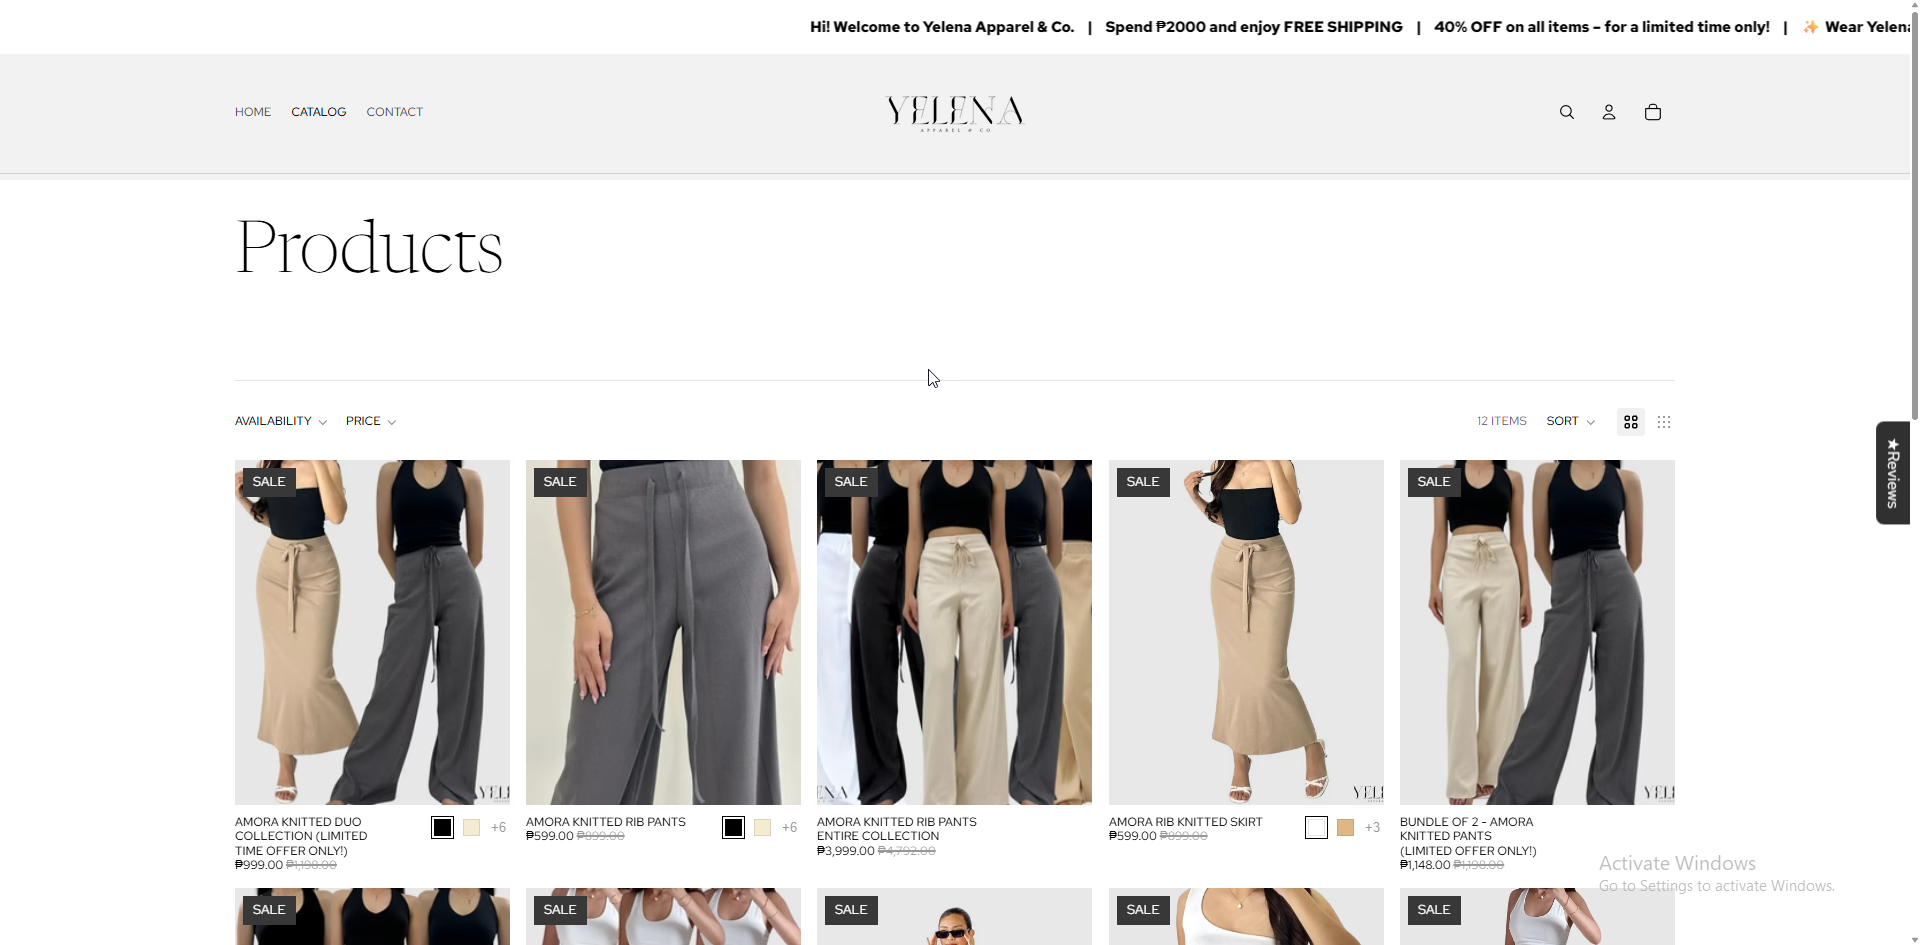 Hi! Welcome to Yelena Apparel & Co. | Spend ₱2000 and enjoy FREE SHIPPING | 40% OFF on all items – for a limited time only! | ✨ Wear Yelena
HOME CATALOG CONTACT
YELENA
APPAREL & CO
Products
AVAILABILITY PRICE
12 ITEMS SORT
★Reviews
SALE SALE SALE SALE SALE
AMORA KNITTED DUO
COLLECTION (LIMITED
TIME OFFER ONLY!)
₱999.00 ₱1,198.00
+6
AMORA KNITTED RIB PANTS
₱599.00 ₱899.00
+6
AMORA KNITTED RIB PANTS
ENTIRE COLLECTION
₱3,999.00 ₱4,792.00
AMORA RIB KNITTED SKIRT
₱599.00 ₱899.00
+3
BUNDLE OF 2 - AMORA
KNITTED PANTS
(LIMITED OFFER ONLY!)
₱1,148.00 ₱1,198.00
Activate Windows
Go to Settings to activate Windows.
SALE SALE SALE SALE SALE